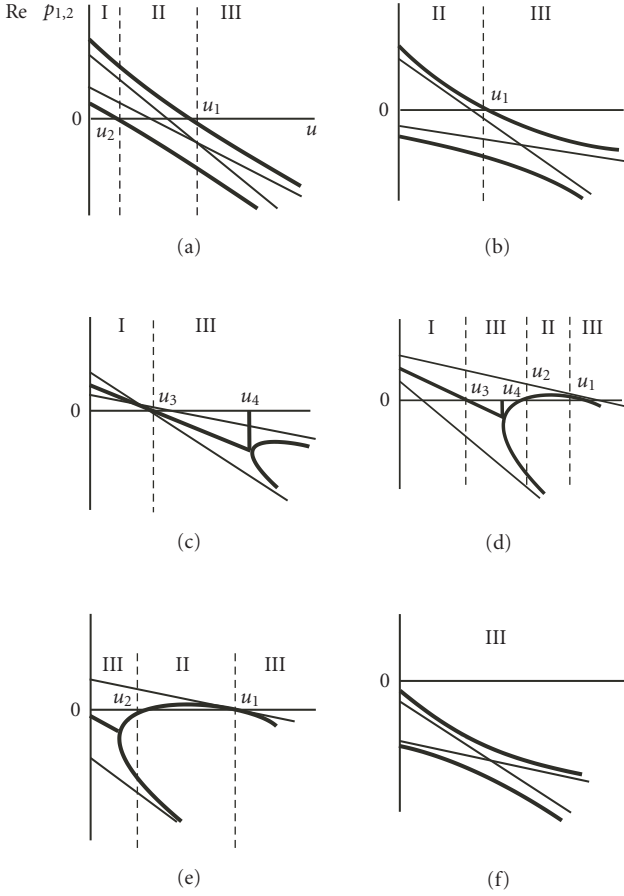 Re p1,2 I II III
0
u1
u2
u
(a)
II III
0
u1
(b)
I III
0
u3
u4
(c)
I III II III
0
u3
u4
u2
u1
(d)
III II III
0
u2
u1
(e)
III
0
(f)